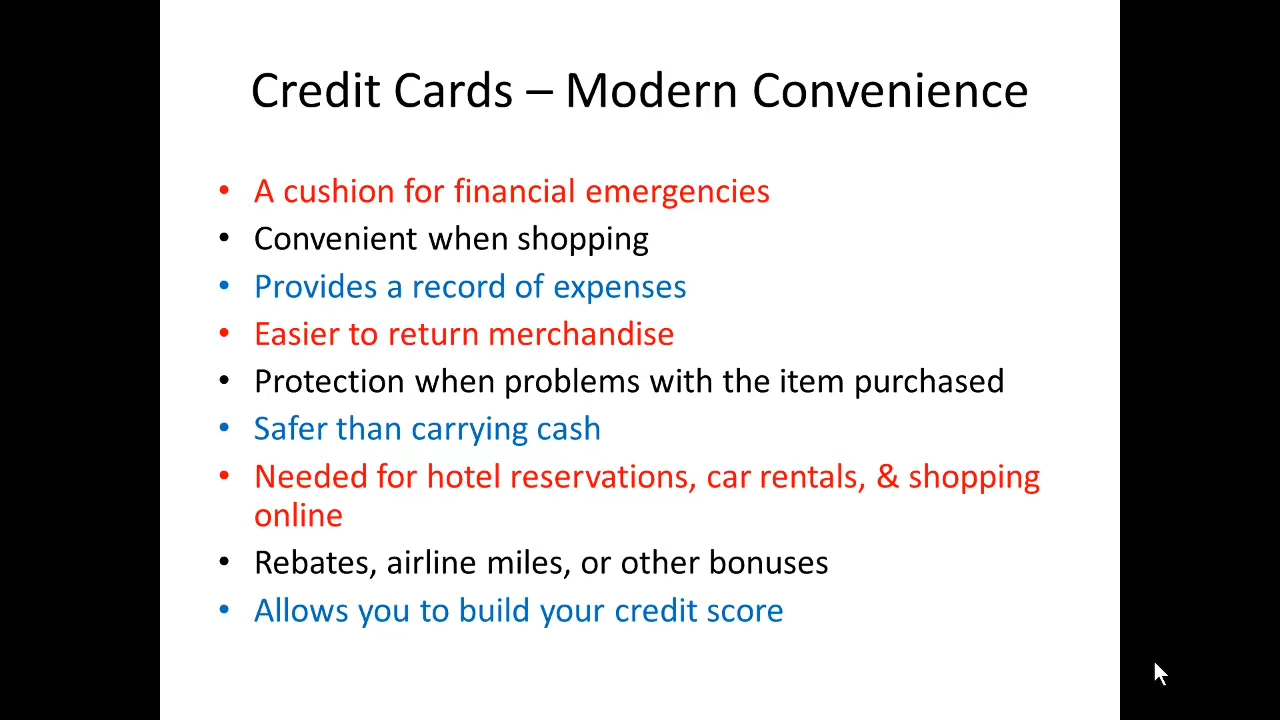 Credit Cards – Modern Convenience
• A cushion for financial emergencies
• Convenient when shopping
• Provides a record of expenses
• Easier to return merchandise
• Protection when problems with the item purchased
• Safer than carrying cash
• Needed for hotel reservations, car rentals, & shopping
online
• Rebates, airline miles, or other bonuses
• Allows you to build your credit score